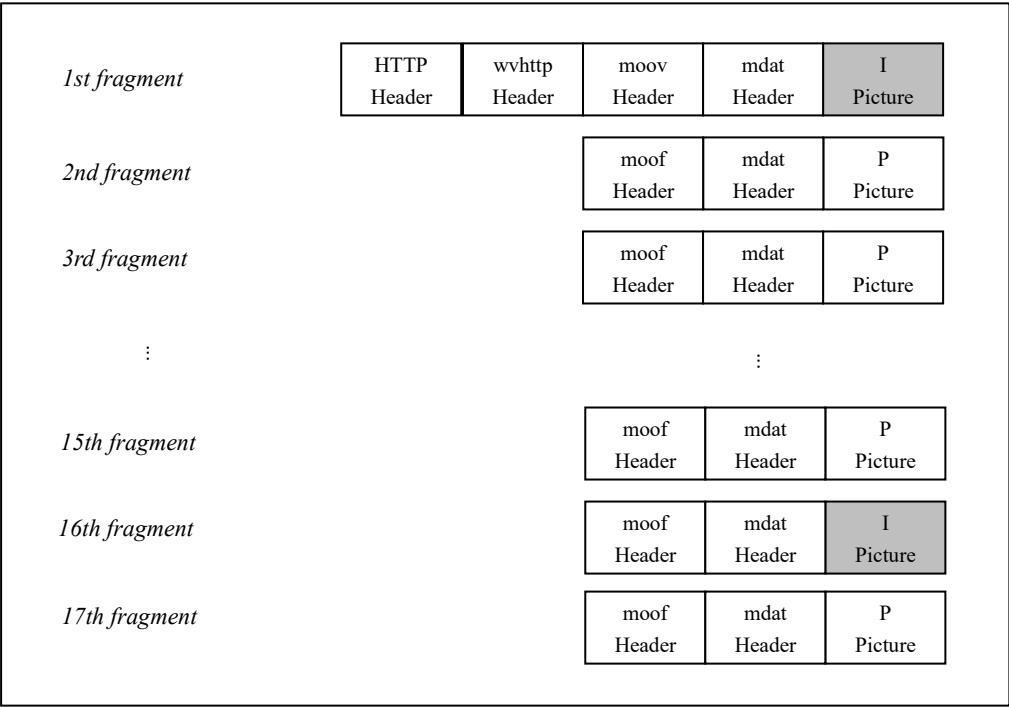 1st fragment
HTTP Header
wvhttp Header
moov Header
mdat Header
I Picture
2nd fragment
moof Header
mdat Header
P Picture
3rd fragment
moof Header
mdat Header
P Picture
⋮
⋮
15th fragment
moof Header
mdat Header
P Picture
16th fragment
moof Header
mdat Header
I Picture
17th fragment
moof Header
mdat Header
P Picture